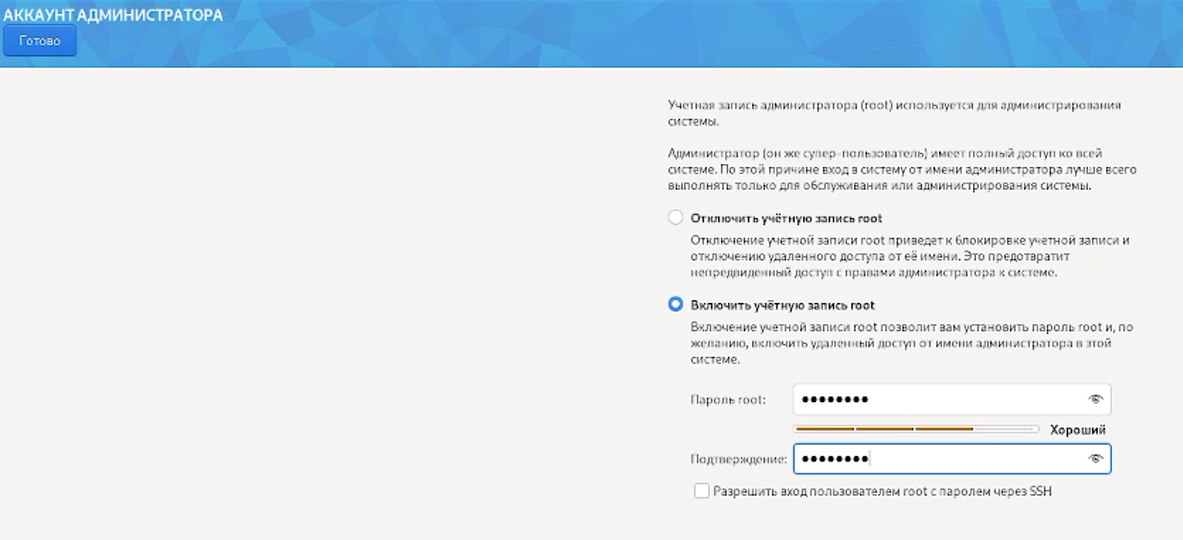 АККАУНТ АДМИНИСТРАТОРА
Готово
Учетная запись администратора (root) используется для администрирования
системы.
Администратор (он же супер-пользователь) имеет полный доступ ко всей
системе. По этой причине вход в систему от имени администратора лучше всего
выполнять только для обслуживания или администрирования системы.
Отключить учётную запись root
Отключение учетной записи root приведет к блокировке учетной записи и
отключению удаленного доступа от её имени. Это предотвратит
непредвиденный доступ с правами администратора к системе.
Включить учётную запись root
Включение учетной записи root позволит вам установить пароль root и, по
желанию, включить удаленный доступ от имени администратора в этой
системе.
Пароль root: ••••••••
Хороший
Подтверждение: ••••••••
Разрешить вход пользователем root с паролем через SSH